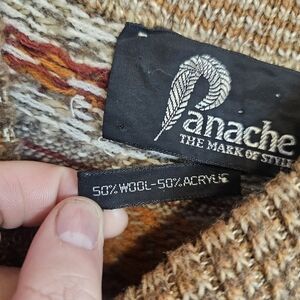 Panache
THE MARK OF STYLE
50% WOOL-50% ACRYLIC